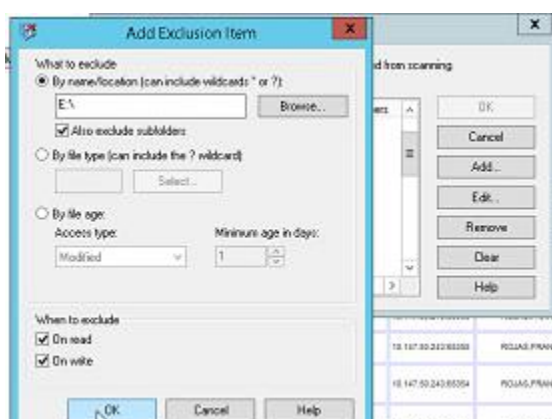 Add Exclusion Item
What to exclude
By name/location (can include wildcards * or ?):
E:\
Browse...
Also exclude subfolders
By file type (can include the ? wildcard)
Select...
By file age:
Access type:
Minimum age in days:
Modified
1
When to exclude
On read
On write
OK
Cancel
Help
d from scanning
OK
Cancel
Add...
Edit...
Remove
Clear
Help